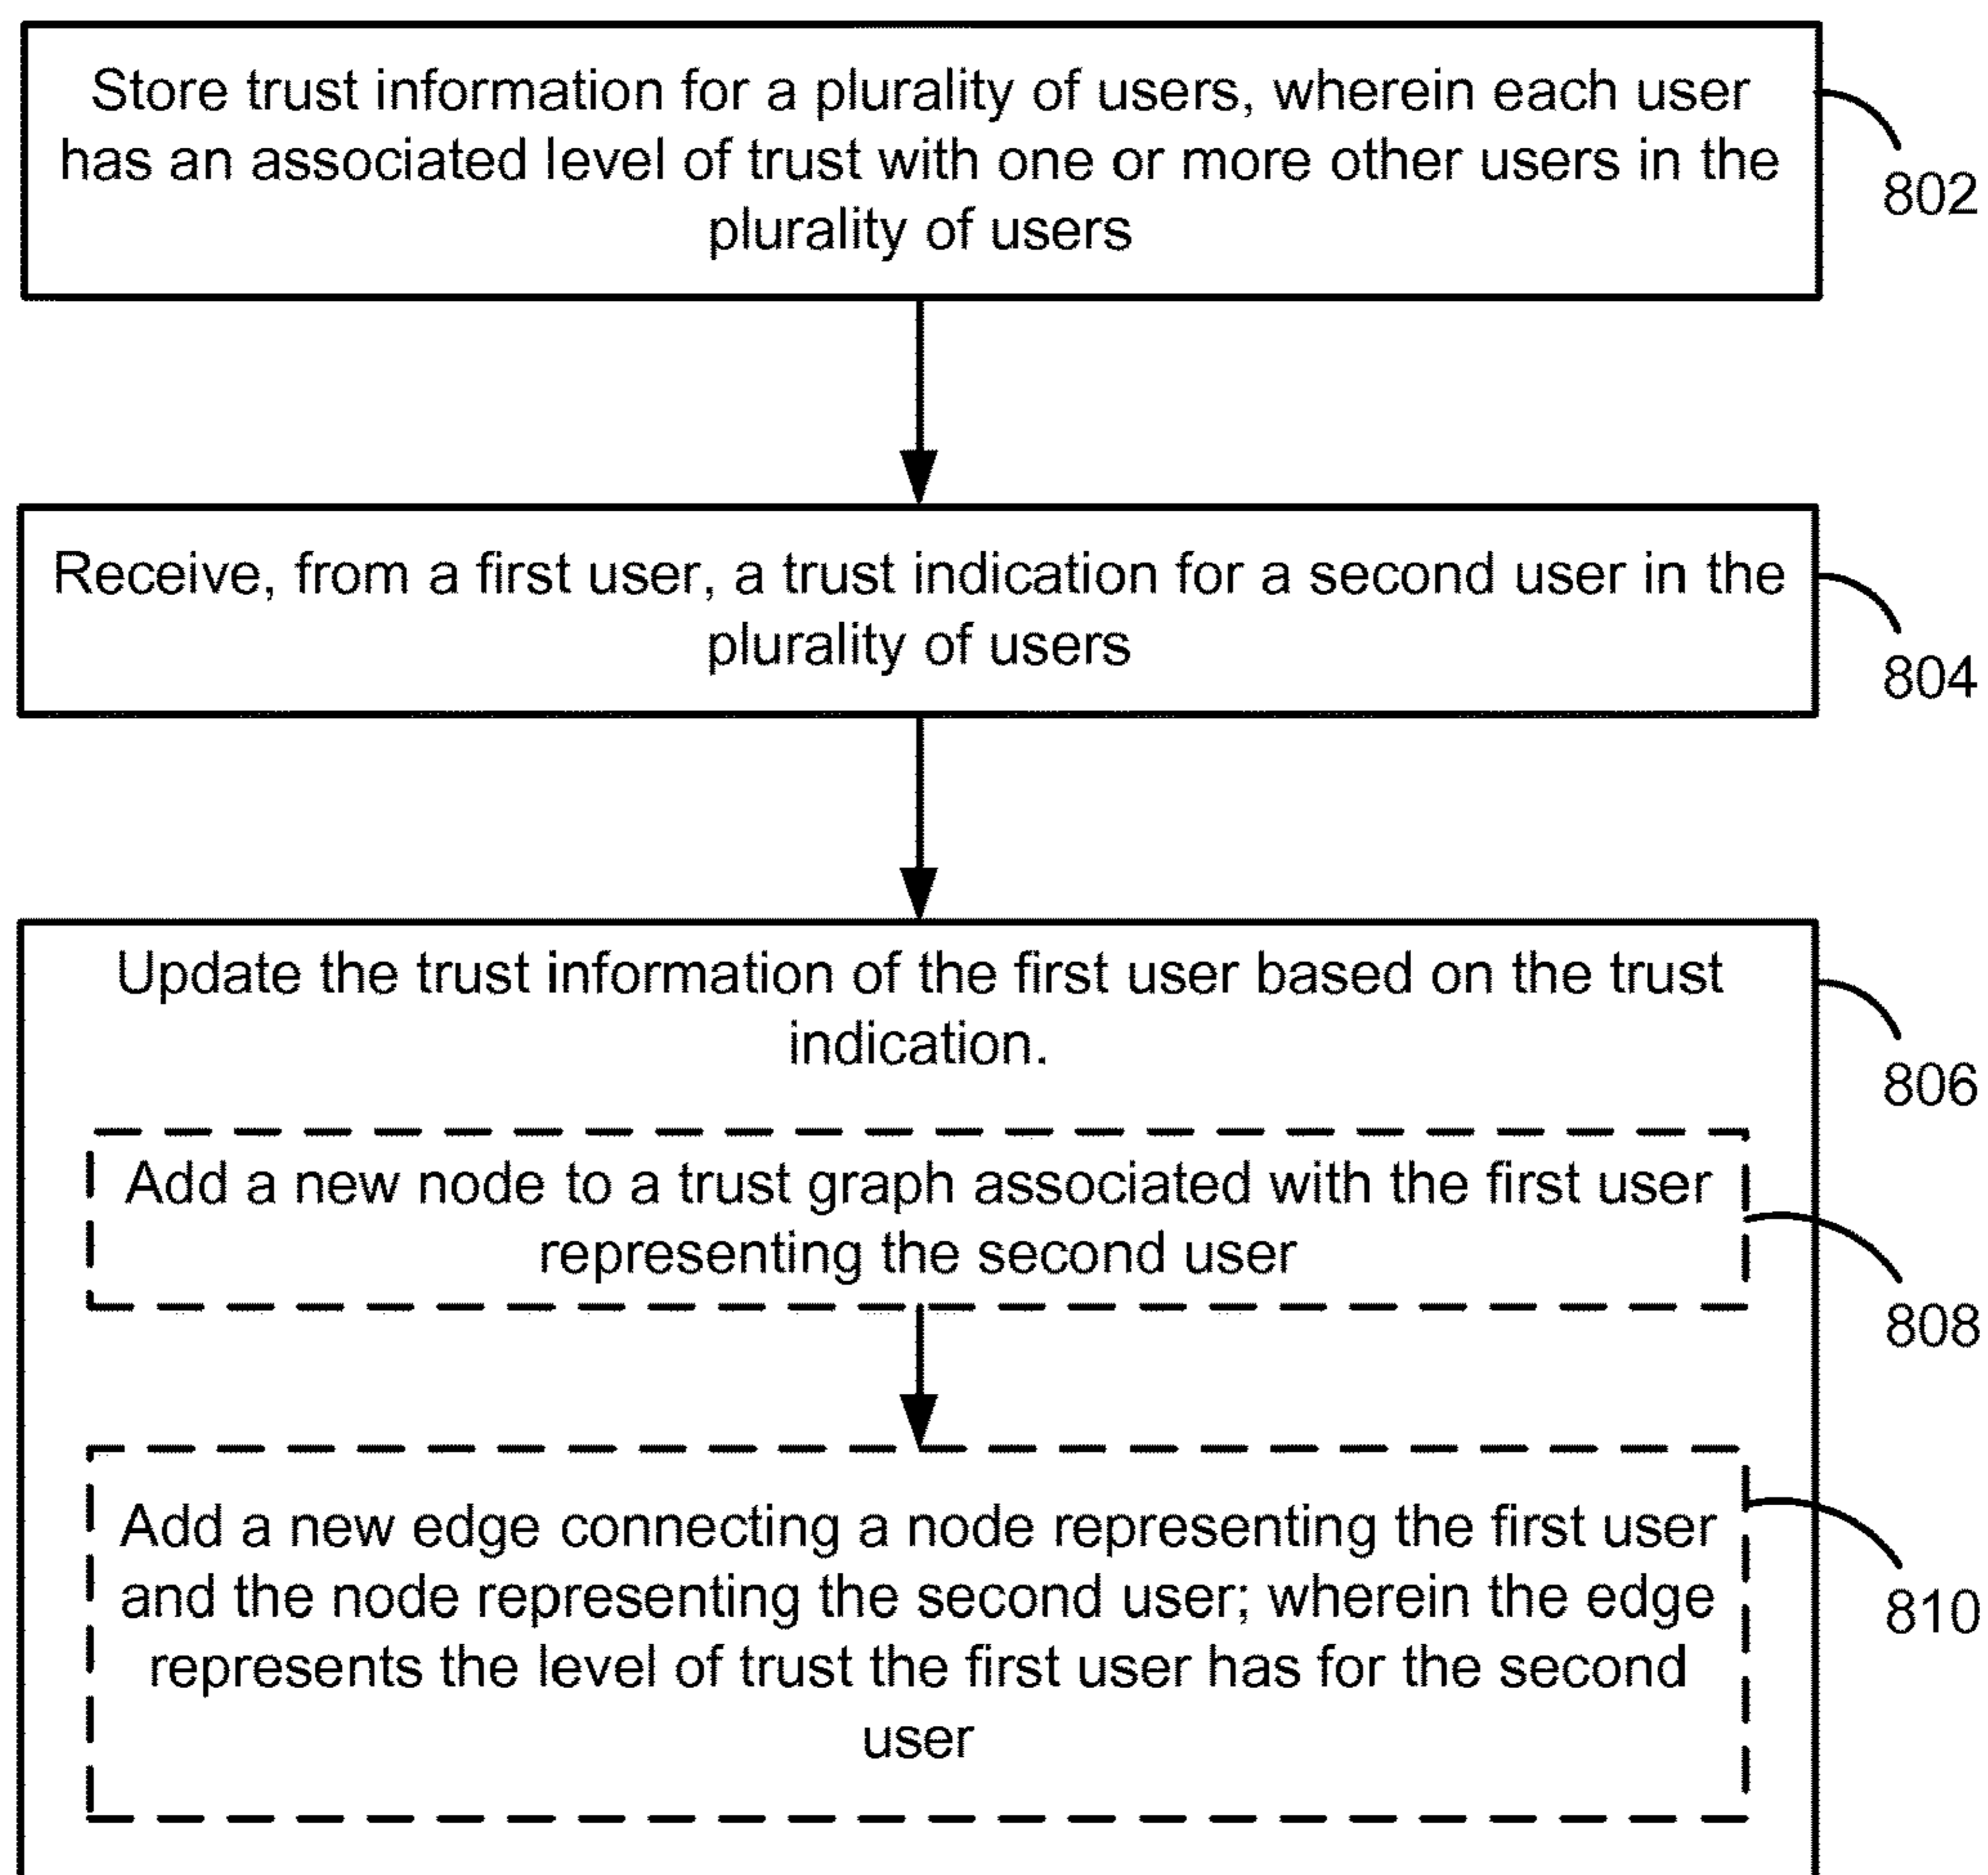 Store trust information for a plurality of users, wherein each user
has an associated level of trust with one or more other users in the
plurality of users
802
Receive, from a first user, a trust indication for a second user in the
plurality of users
804
Update the trust information of the first user based on the trust
indication.
806
Add a new node to a trust graph associated with the first user
representing the second user
808
Add a new edge connecting a node representing the first user
and the node representing the second user; wherein the edge
represents the level of trust the first user has for the second
user
810